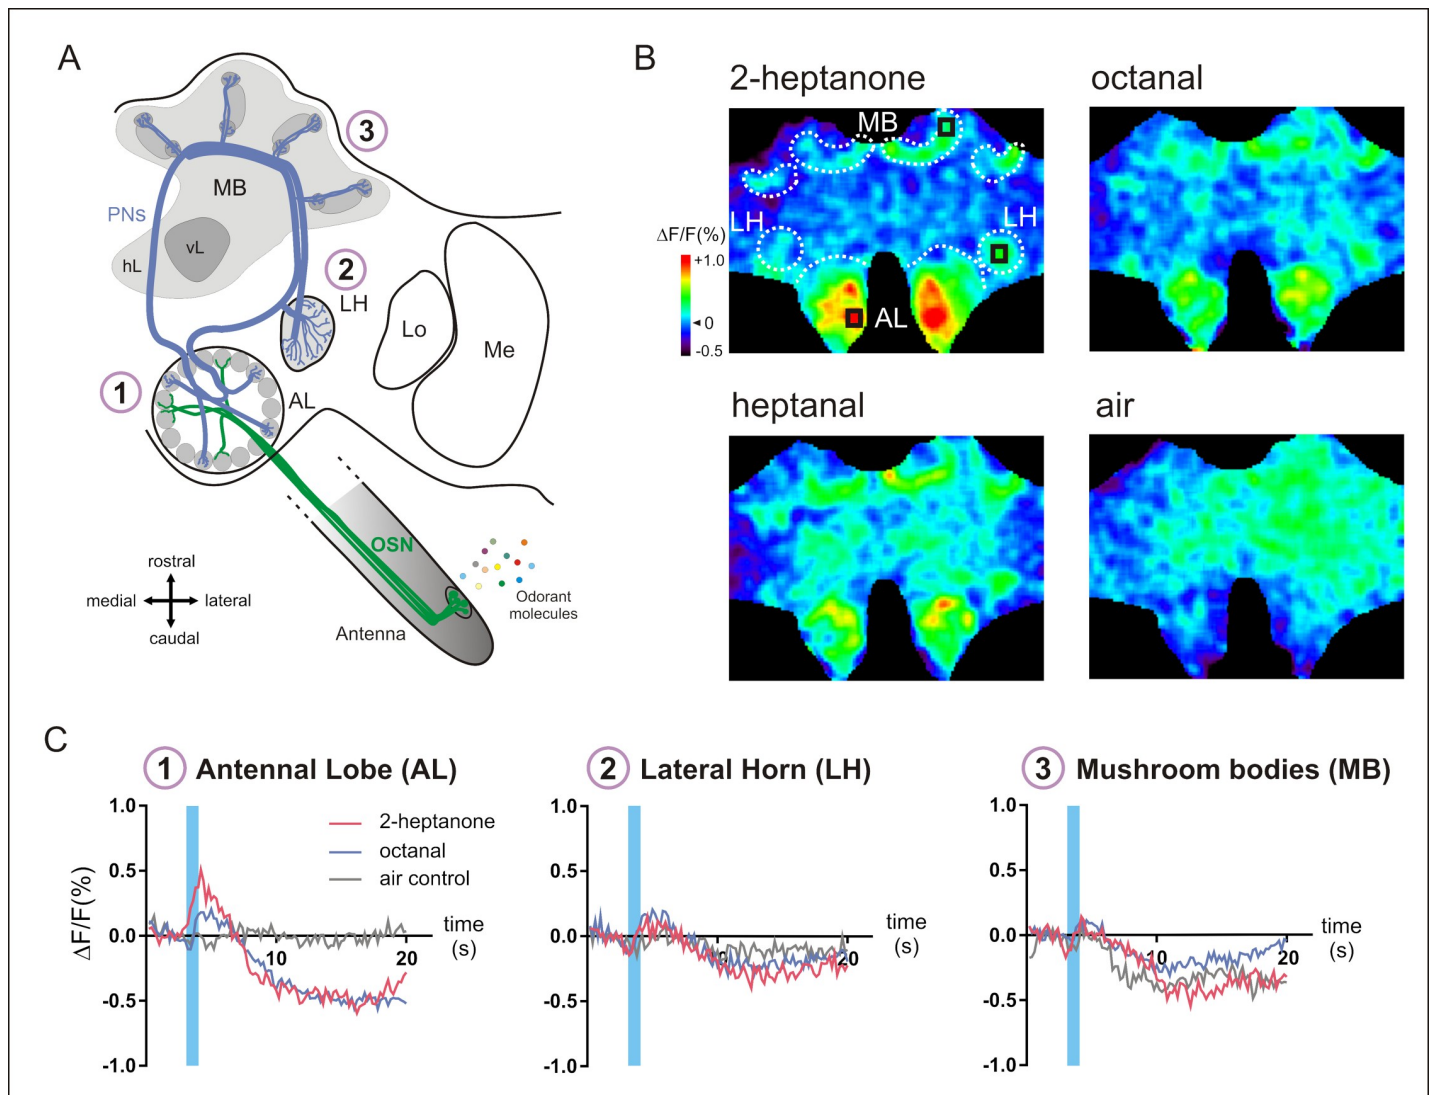 A
3
MB
PNs
vL
hL
2
LH
Lo
Me
1
AL
OSN
rostral
medial
lateral
caudal
Odorant
molecules
Antenna
B
2-heptanone
octanal
MB
LH
LH
ΔF/F(%)
+1.0
◄ 0
-0.5
AL
heptanal
air
C
1 Antennal Lobe (AL)
1.0
0.5
0.0
-0.5
-1.0
ΔF/F(%)
2-heptanone
octanal
air control
time
(s)
10
20
2 Lateral Horn (LH)
1.0
0.5
0.0
-0.5
-1.0
time
(s)
10
20
3 Mushroom bodies (MB)
1.0
0.5
0.0
-0.5
-1.0
time
(s)
10
20